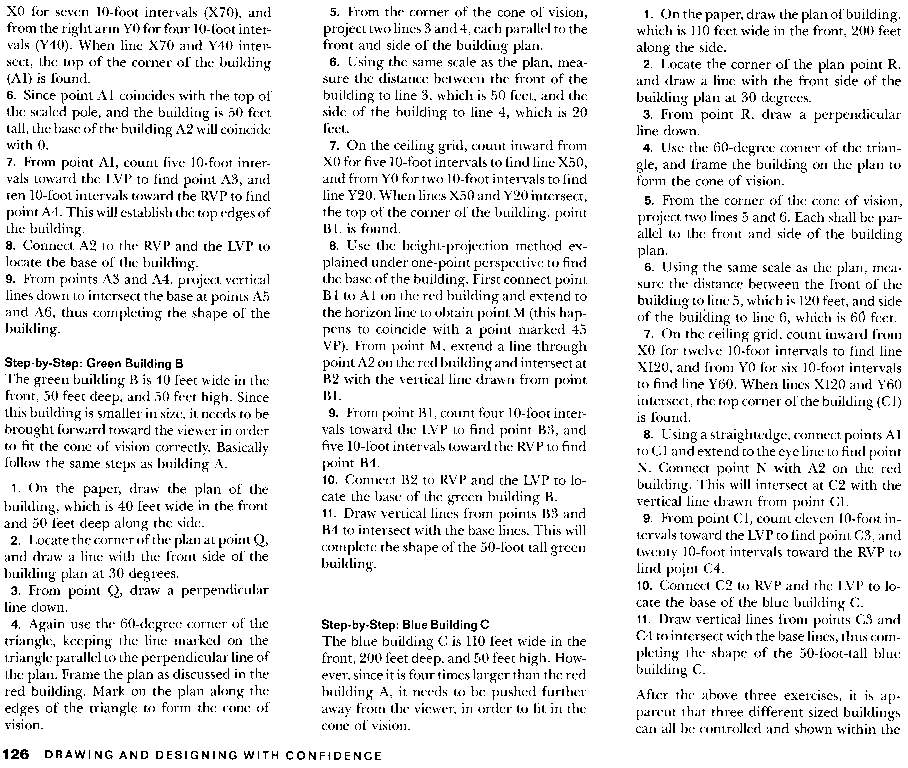 X0 for seven 10-foot intervals (X70), and
from the right arm Y0 for four 10-foot inter-
vals (Y40). When line X70 and Y40 inter-
sect, the top of the corner of the building
(A1) is found.
6. Since point A1 coincides with the top of
the scaled pole, and the building is 50 feet
tall, the base of the building A2 will coincide
with 0.
7. From point A1, count five 10-foot inter-
vals toward the LVP to find point A3, and
ten 10-foot intervals toward the RVP to find
point A4. This will establish the top edges of
the building.
8. Connect A2 to the RVP and the LVP to
locate the base of the building.
9. From points A3 and A4, project vertical
lines down to intersect the base at points A5
and A6, thus completing the shape of the
building.
Step-by-Step: Green Building B
The green building B is 40 feet wide in the
front, 50 feet deep, and 50 feet high. Since
this building is smaller in size, it needs to be
brought forward toward the viewer in order
to fit the cone of vision correctly. Basically
follow the same steps as building A.
1. On the paper, draw the plan of the
building, which is 40 feet wide in the front
and 50 feet deep along the side.
2. Locate the corner of the plan at point Q,
and draw a line with the front side of the
building plan at 30 degrees.
3. From point Q, draw a perpendicular
line down.
4. Again use the 60-degree corner of the
triangle, keeping the line marked on the
triangle parallel to the perpendicular line of
the plan. Frame the plan as discussed in the
red building. Mark on the plan along the
edges of the triangle to form the cone of
vision.
5. From the corner of the cone of vision,
project two lines 3 and 4, each parallel to the
front and side of the building plan.
6. Using the same scale as the plan, mea-
sure the distance between the front of the
building to line 3, which is 50 feet, and the
side of the building to line 4, which is 20
feet.
7. On the ceiling grid, count inward from
X0 for five 10-foot intervals to find line X50,
and from Y0 for two 10-foot intervals to find
line Y20. When lines X50 and Y20 intersect,
the top of the corner of the building, point
B1, is found.
8. Use the height-projection method ex-
plained under one-point perspective to find
the base of the building. First connect point
B1 to A1 on the red building and extend to
the horizon line to obtain point M (this hap-
pens to coincide with a point marked 45
VP). From point M, extend a line through
point A2 on the red building and intersect at
B2 with the vertical line drawn from point
B1.
9. From point B1, count four 10-foot inter-
vals toward the LVP to find point B3, and
five 10-foot intervals toward the RVP to find
point B4.
10. Connect B2 to RVP and the LVP to lo-
cate the base of the green building B.
11. Draw vertical lines from points B3 and
B4 to intersect with the base lines. This will
complete the shape of the 50-foot tall green
building.
Step-by-Step: Blue Building C
The blue building C is 110 feet wide in the
front, 200 feet deep, and 50 feet high. How-
ever, since it is four times larger than the red
building A, it needs to be pushed further
away from the viewer, in order to fit in the
cone of vision.
1. On the paper, draw the plan of building,
which is 110 feet wide in the front, 200 feet
along the side.
2. Locate the corner of the plan point R,
and draw a line with the front side of the
building plan at 30 degrees.
3. From point R, draw a perpendicular
line down.
4. Use the 60-degree corner of the trian-
gle, and frame the building on the plan to
form the cone of vision.
5. From the corner of the cone of vision,
project two lines 5 and 6. Each shall be par-
allel to the front and side of the building
plan.
6. Using the same scale as the plan, mea-
sure the distance between the front of the
building to line 5, which is 120 feet, and side
of the building to line 6, which is 60 feet.
7. On the ceiling grid, count inward from
X0 for twelve 10-foot intervals to find line
X120, and from Y0 for six 10-foot intervals
to find line Y60. When lines X120 and Y60
intersect, the top corner of the building (C1)
is found.
8. Using a straightedge, connect points A1
to C1 and extend to the eye line to find point
N. Connect point N with A2 on the red
building. This will intersect at C2 with the
vertical line drawn from point C1.
9. From point C1, count eleven 10-foot in-
tervals toward the LVP to find point C3, and
twenty 10-foot intervals toward the RVP to
find point C4.
10. Connect C2 to RVP and the LVP to lo-
cate the base of the blue building C.
11. Draw vertical lines from points C3 and
C4 to intersect with the base lines, thus com-
pleting the shape of the 50-foot-tall blue
building C.
After the above three exercises, it is ap-
parent that three different sized buildings
can all be controlled and shown within the
126 DRAWING AND DESIGNING WITH CONFIDENCE